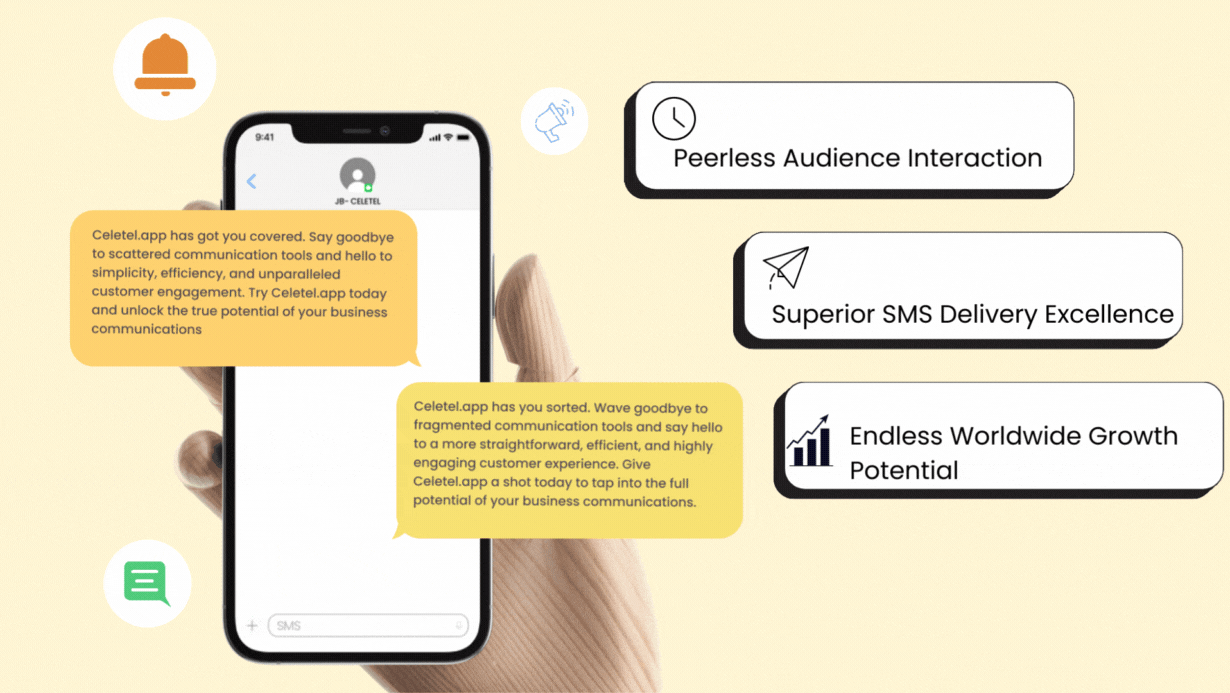 9:41
JB- CELETEL
Celetel.app has got you covered. Say goodbye
to scattered communication tools and hello to
simplicity, efficiency, and unparalleled
customer engagement. Try Celetel.app today
and unlock the true potential of your business
communications
Celetel.app has you sorted. Wave goodbye to
fragmented communication tools and say hello
to a more straightforward, efficient, and highly
engaging customer experience. Give
Celetel.app a shot today to tap into the full
potential of your business communications.
SMS
Peerless Audience Interaction
Superior SMS Delivery Excellence
Endless Worldwide Growth
Potential